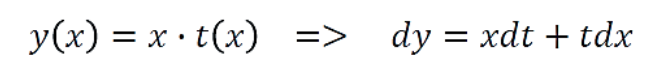 y(x) = x · t(x) => dy = xdt + tdx